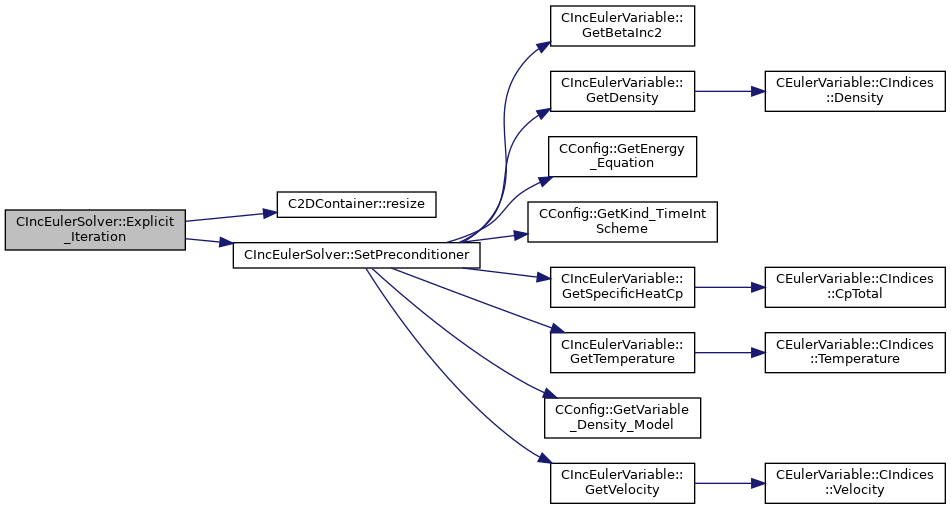 CIncEulerSolver::Explicit
_Iteration
C2DContainer::resize
CIncEulerSolver::SetPreconditioner
CIncEulerVariable::
GetBetaInc2
CIncEulerVariable::
GetDensity
CEulerVariable::CIndices
::Density
CConfig::GetEnergy
_Equation
CConfig::GetKind_TimeInt
Scheme
CIncEulerVariable::
GetSpecificHeatCp
CEulerVariable::CIndices
::CpTotal
CIncEulerVariable::
GetTemperature
CEulerVariable::CIndices
::Temperature
CConfig::GetVariable
_Density_Model
CIncEulerVariable::
GetVelocity
CEulerVariable::CIndices
::Velocity